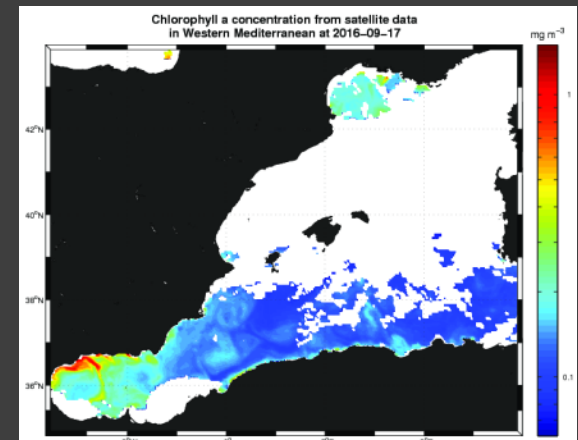 Chlorophyll a concentration from satellite data
in Western Mediterranean at 2016-09-17
mg m-3
1
42°N
40°N
38°N
36°N
0.1